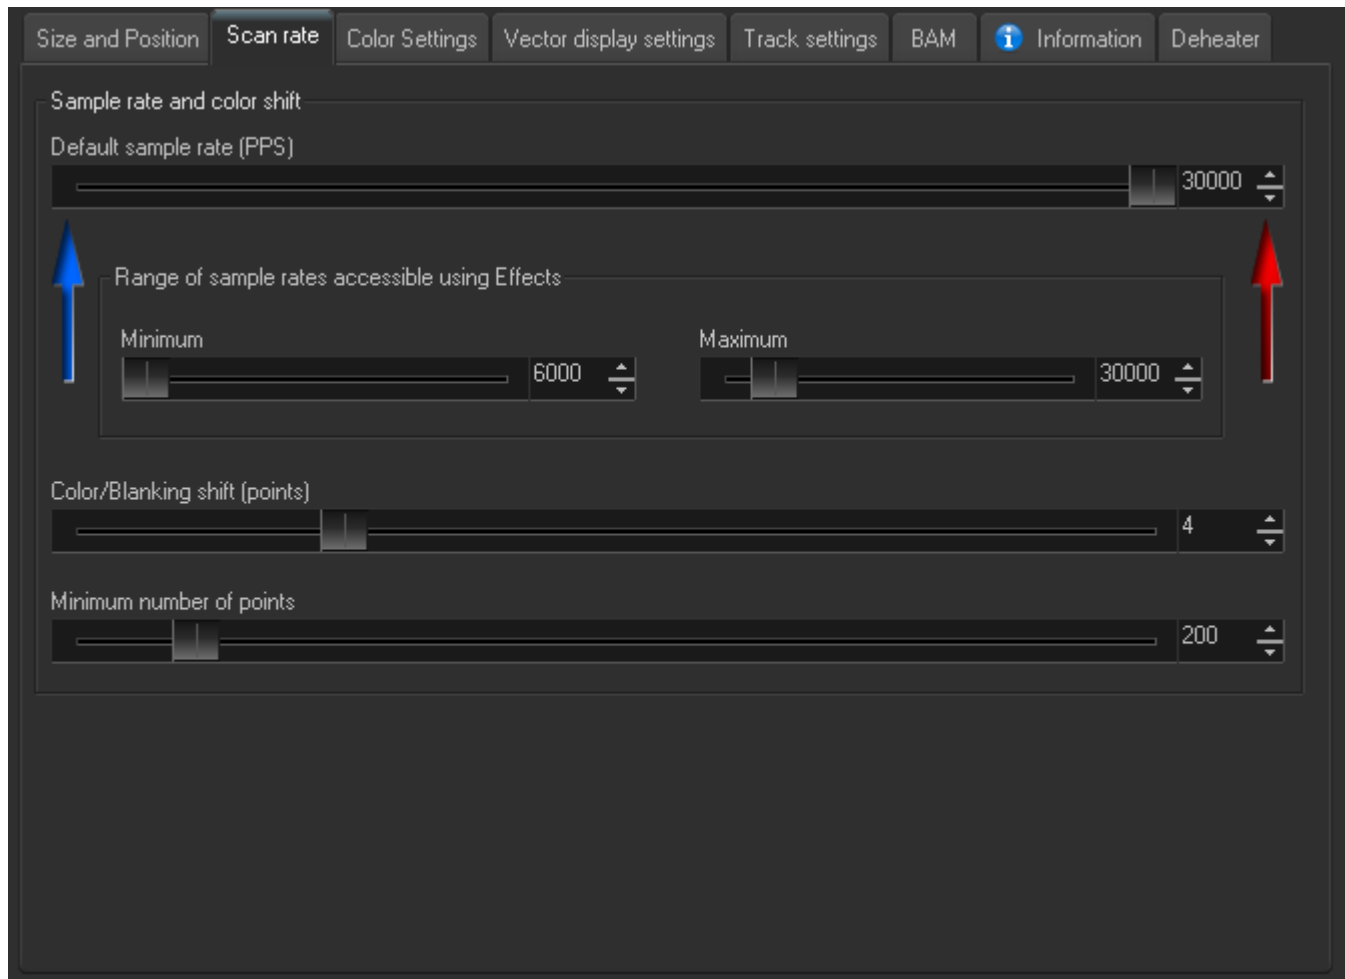 Size and Position Scan rate Color Settings Vector display settings Track settings BAM Information Deheater
Sample rate and color shift
Default sample rate (PPS)
30000
Range of sample rates accessible using Effects
Minimum Maximum
6000 30000
Color/Blanking shift (points)
4
Minimum number of points
200